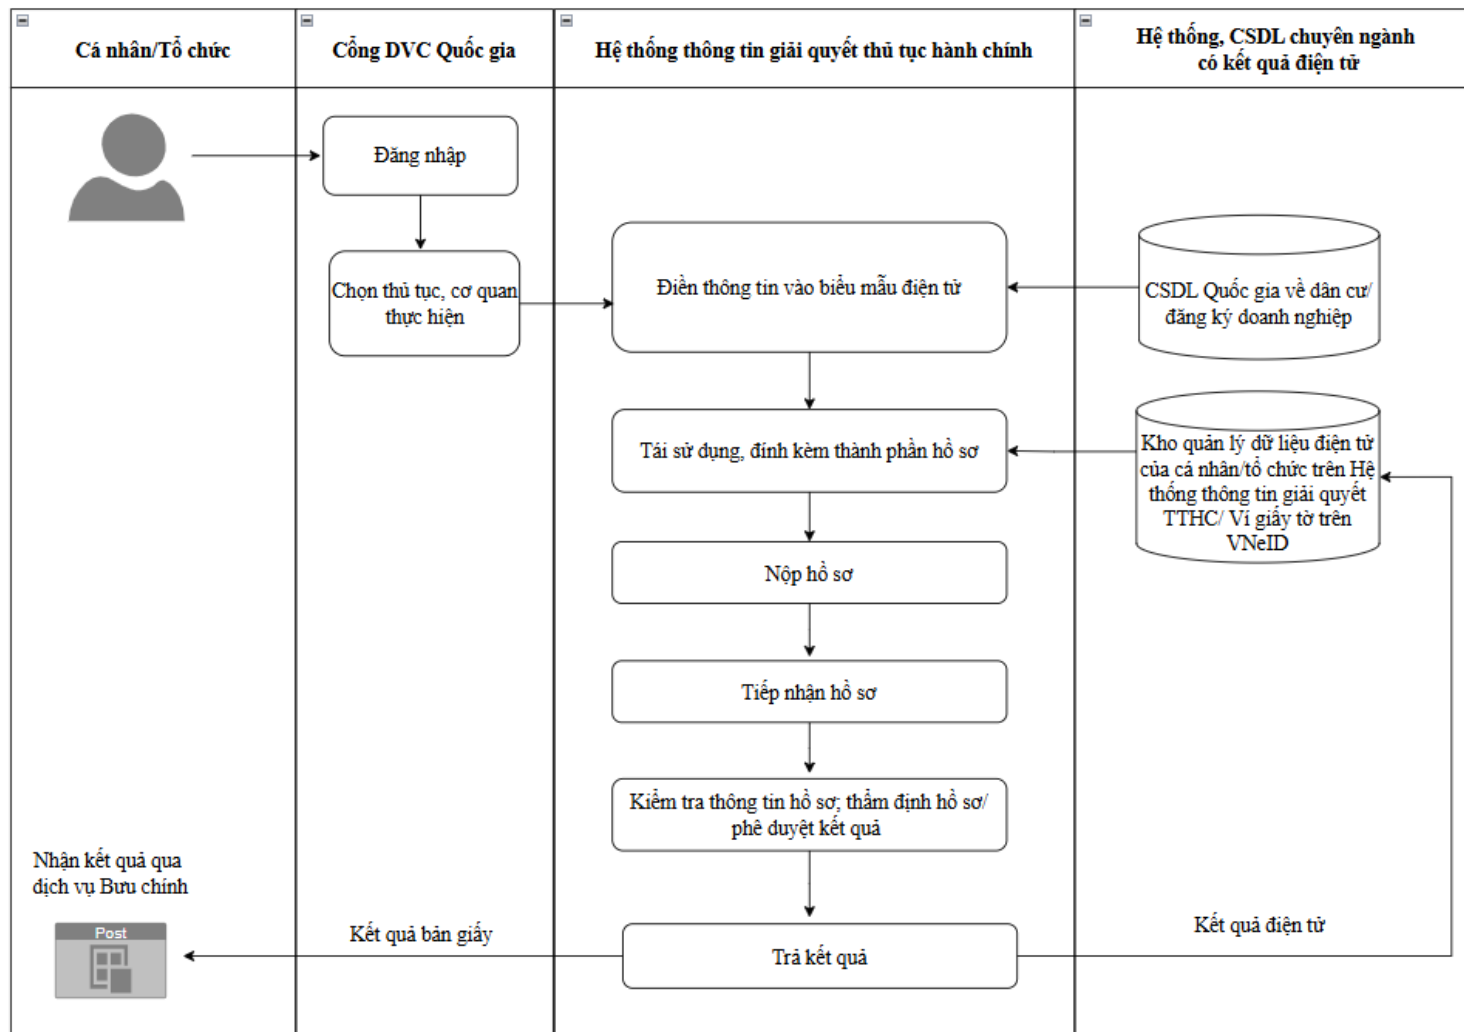 Cá nhân/Tổ chức
Cổng DVC Quốc gia
Hệ thống thông tin giải quyết thủ tục hành chính
Hệ thống, CSDL chuyên ngành
có kết quả điện tử
Đăng nhập
Chọn thủ tục, cơ quan
thực hiện
Điền thông tin vào biểu mẫu điện tử
CSDL Quốc gia về dân cư/
đăng ký doanh nghiệp
Tái sử dụng, đính kèm thành phần hồ sơ
Kho quản lý dữ liệu điện tử
của cá nhân/tổ chức trên Hệ
thống thông tin giải quyết
TTHC/ Ví giấy tờ trên
VNeID
Nộp hồ sơ
Tiếp nhận hồ sơ
Kiểm tra thông tin hồ sơ; thẩm định hồ sơ/
phê duyệt kết quả
Nhận kết quả qua
dịch vụ Bưu chính
Post
Kết quả bản giấy
Trả kết quả
Kết quả điện tử